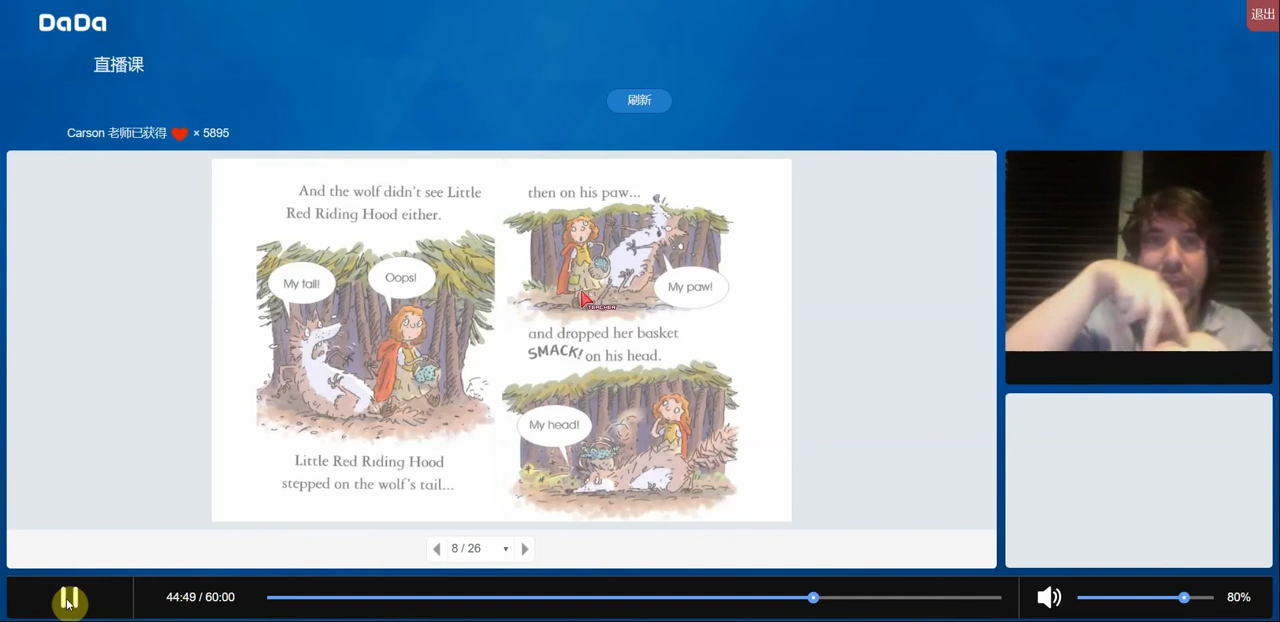 DaDa
退出
直播课
刷新
Carson 老师已获得 × 5895
And the wolf didn't see Little
Red Riding Hood either.
My tail!
Oops!
Little Red Riding Hood
stepped on the wolf's tail...
then on his paw...
My paw!
TEACHER
and dropped her basket
SMACK! on his head.
My head!
8 / 26
44:49 / 60:00
80%